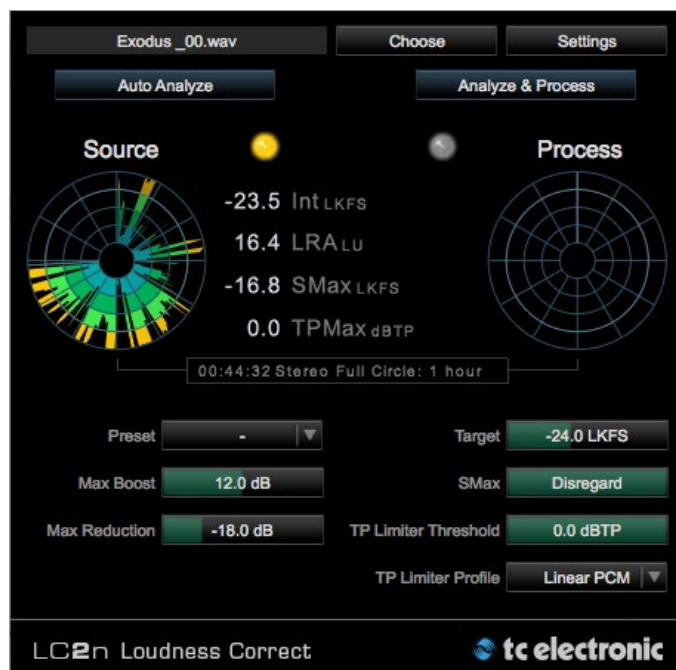 Exodus _00.wav Choose Settings
Auto Analyze Analyze & Process
Source Process
-23.5 Int LKFS
16.4 LRA LU
-16.8 SMax LKFS
0.0 TPMax dBTP
00:44:32 Stereo Full Circle: 1 hour
Preset - Target -24.0 LKFS
Max Boost 12.0 dB SMax Disregard
Max Reduction -18.0 dB TP Limiter Threshold 0.0 dBTP
TP Limiter Profile Linear PCM
LC2n Loudness Correct tc electronic